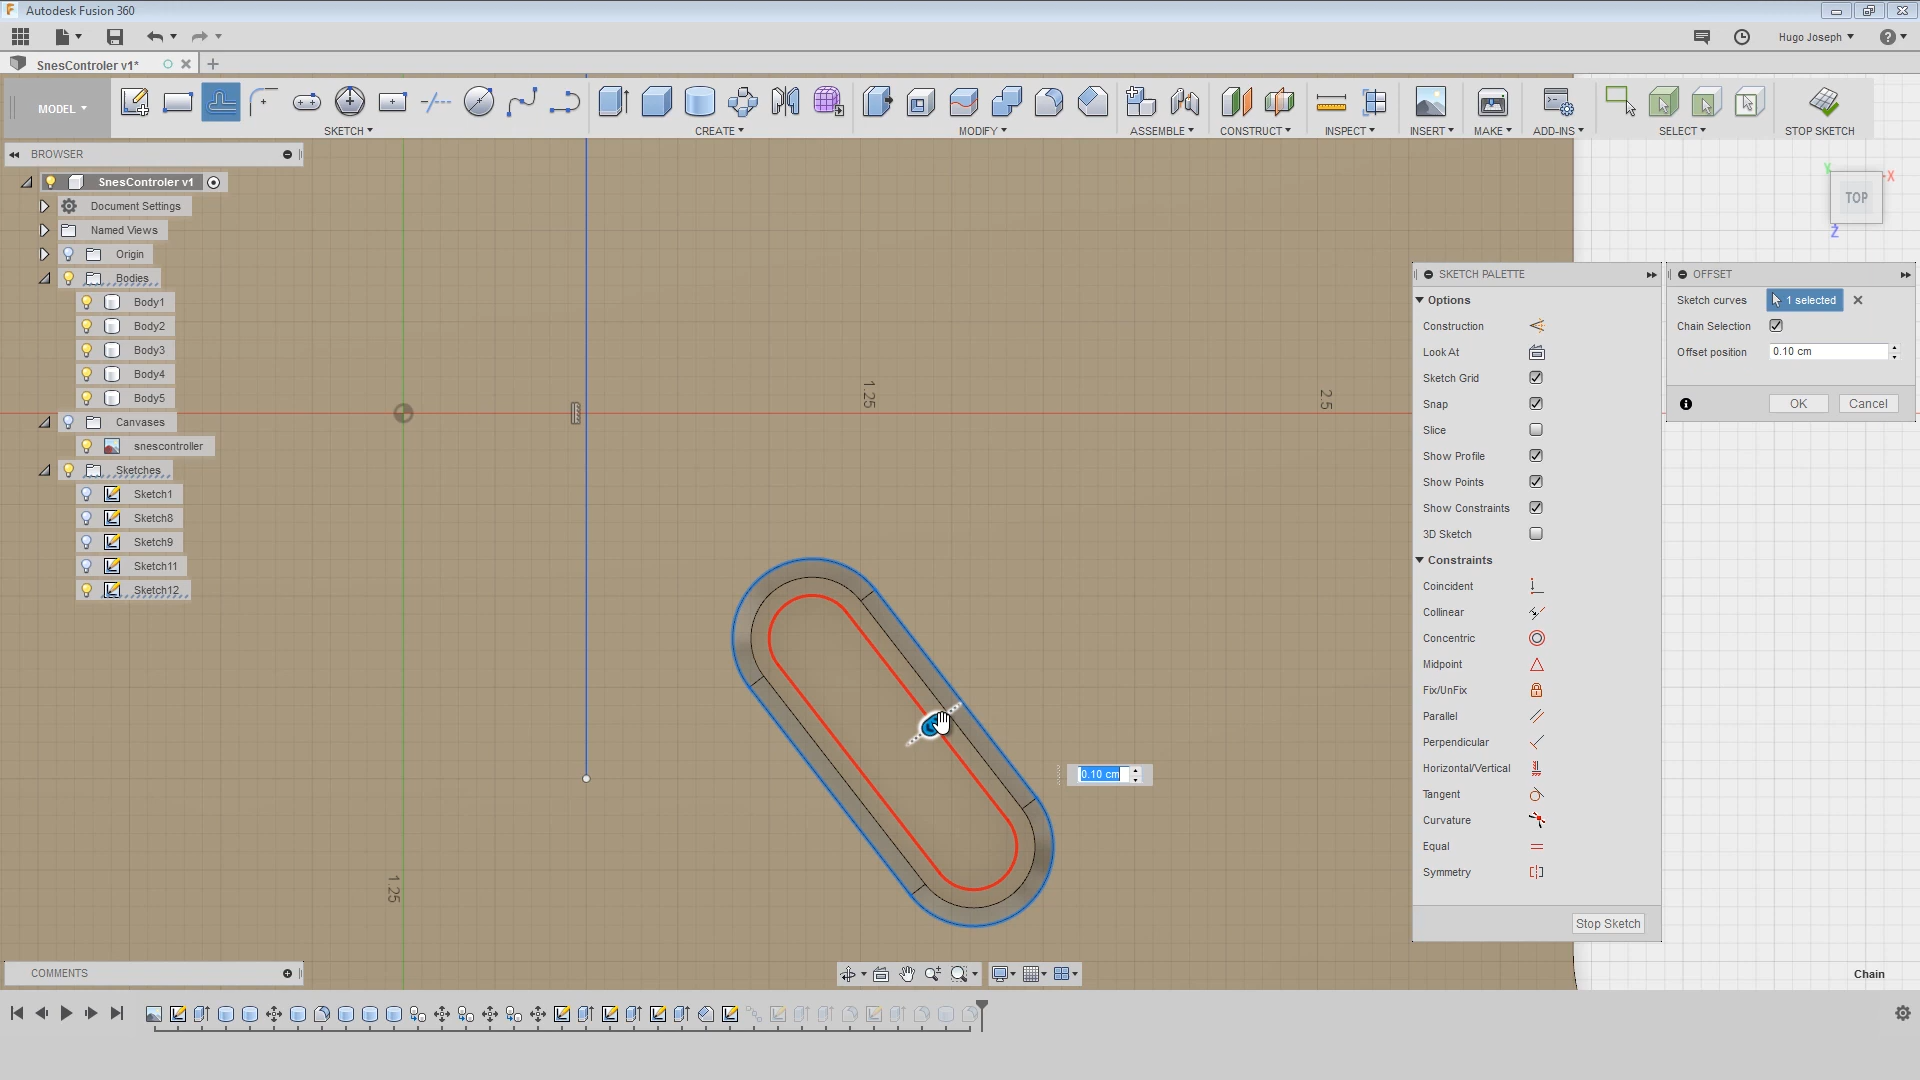 Autodesk Fusion 360
Hugo Joseph
SnesControler v1*
MODEL
SKETCH
CREATE
MODIFY
ASSEMBLE
CONSTRUCT
INSPECT
INSERT
MAKE
ADD-INS
SELECT
STOP SKETCH
BROWSER
SnesControler v1
Document Settings
Named Views
Origin
Bodies
Body1
Body2
Body3
Body4
Body5
Canvases
snescontroller
Sketches
Sketch1
Sketch8
Sketch9
Sketch11
Sketch12
Y
X
TOP
Z
1.25
2.5
1.25
0.10 cm
SKETCH PALETTE
Options
Construction
Look At
Sketch Grid
Snap
Slice
Show Profile
Show Points
Show Constraints
3D Sketch
Constraints
Coincident
Collinear
Concentric
Midpoint
Fix/UnFix
Parallel
Perpendicular
Horizontal/Vertical
Tangent
Curvature
Equal
Symmetry
Stop Sketch
OFFSET
Sketch curves 1 selected
Chain Selection
Offset position 0.10 cm
OK Cancel
COMMENTS
Chain